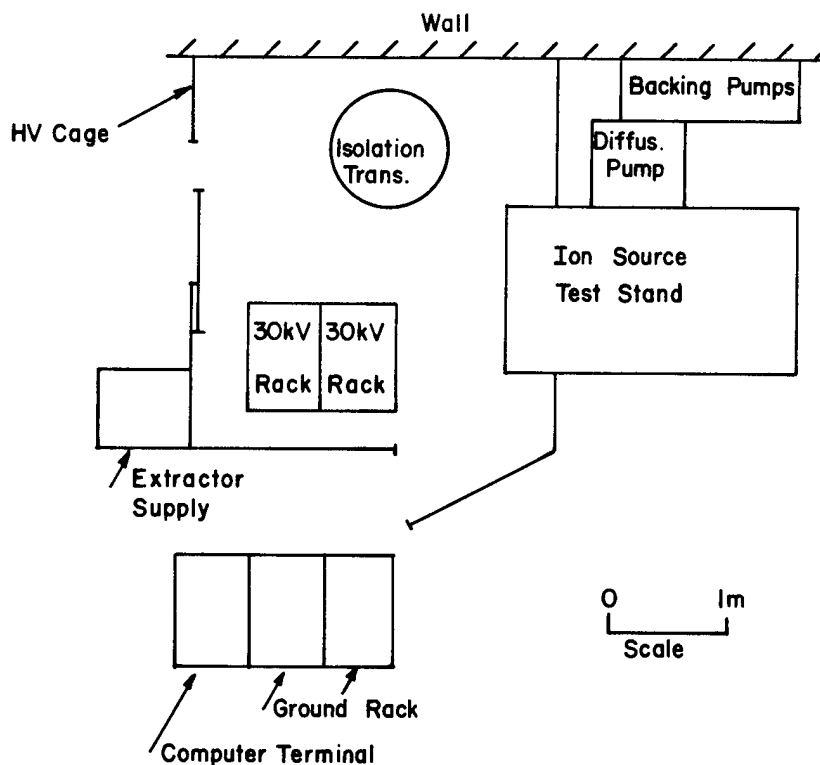 Wall
Backing Pumps
HV Cage
Isolation
Trans.
Diffus.
Pump
Ion Source
Test Stand
30kV
Rack
30kV
Rack
Extractor
Supply
0 1m
Scale
Ground Rack
Computer Terminal